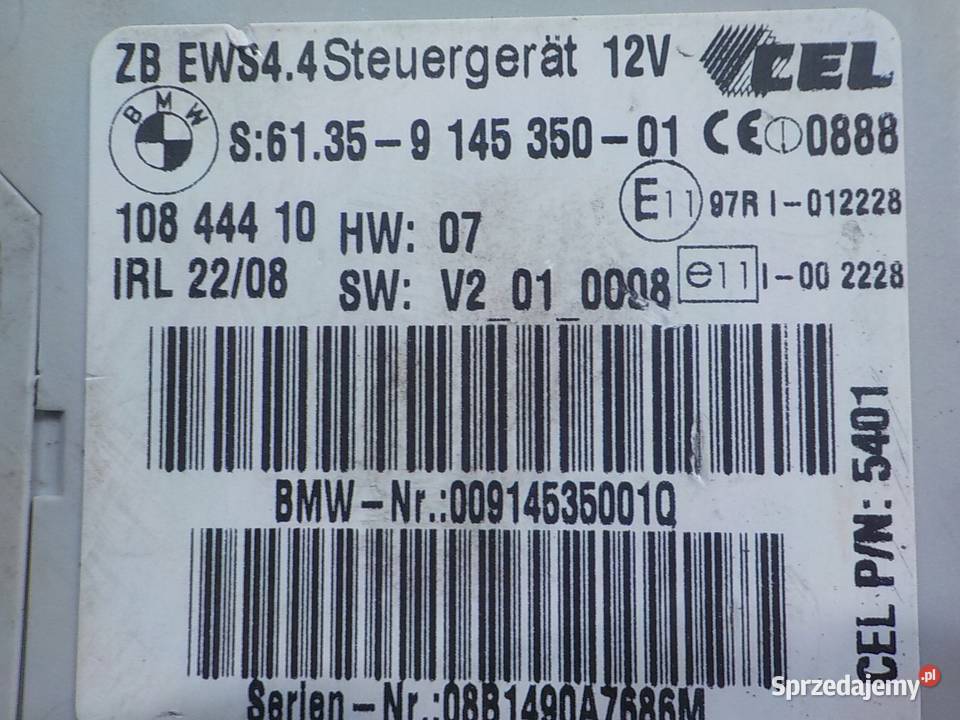 ZB EWS4.4 Steuergerät 12V CEL
BMW
S:61.35-9 145 350-01 CE 0888
108 444 10 HW: 07 E11 97R I-012228
IRL 22/08 SW: V2_01_0008 e11 I-00 2228
BMW-Nr.:00914535001Q
Serien-Nr.:08B1490A7686M
CEL P/N: 5401
Sprzedajemy.pl